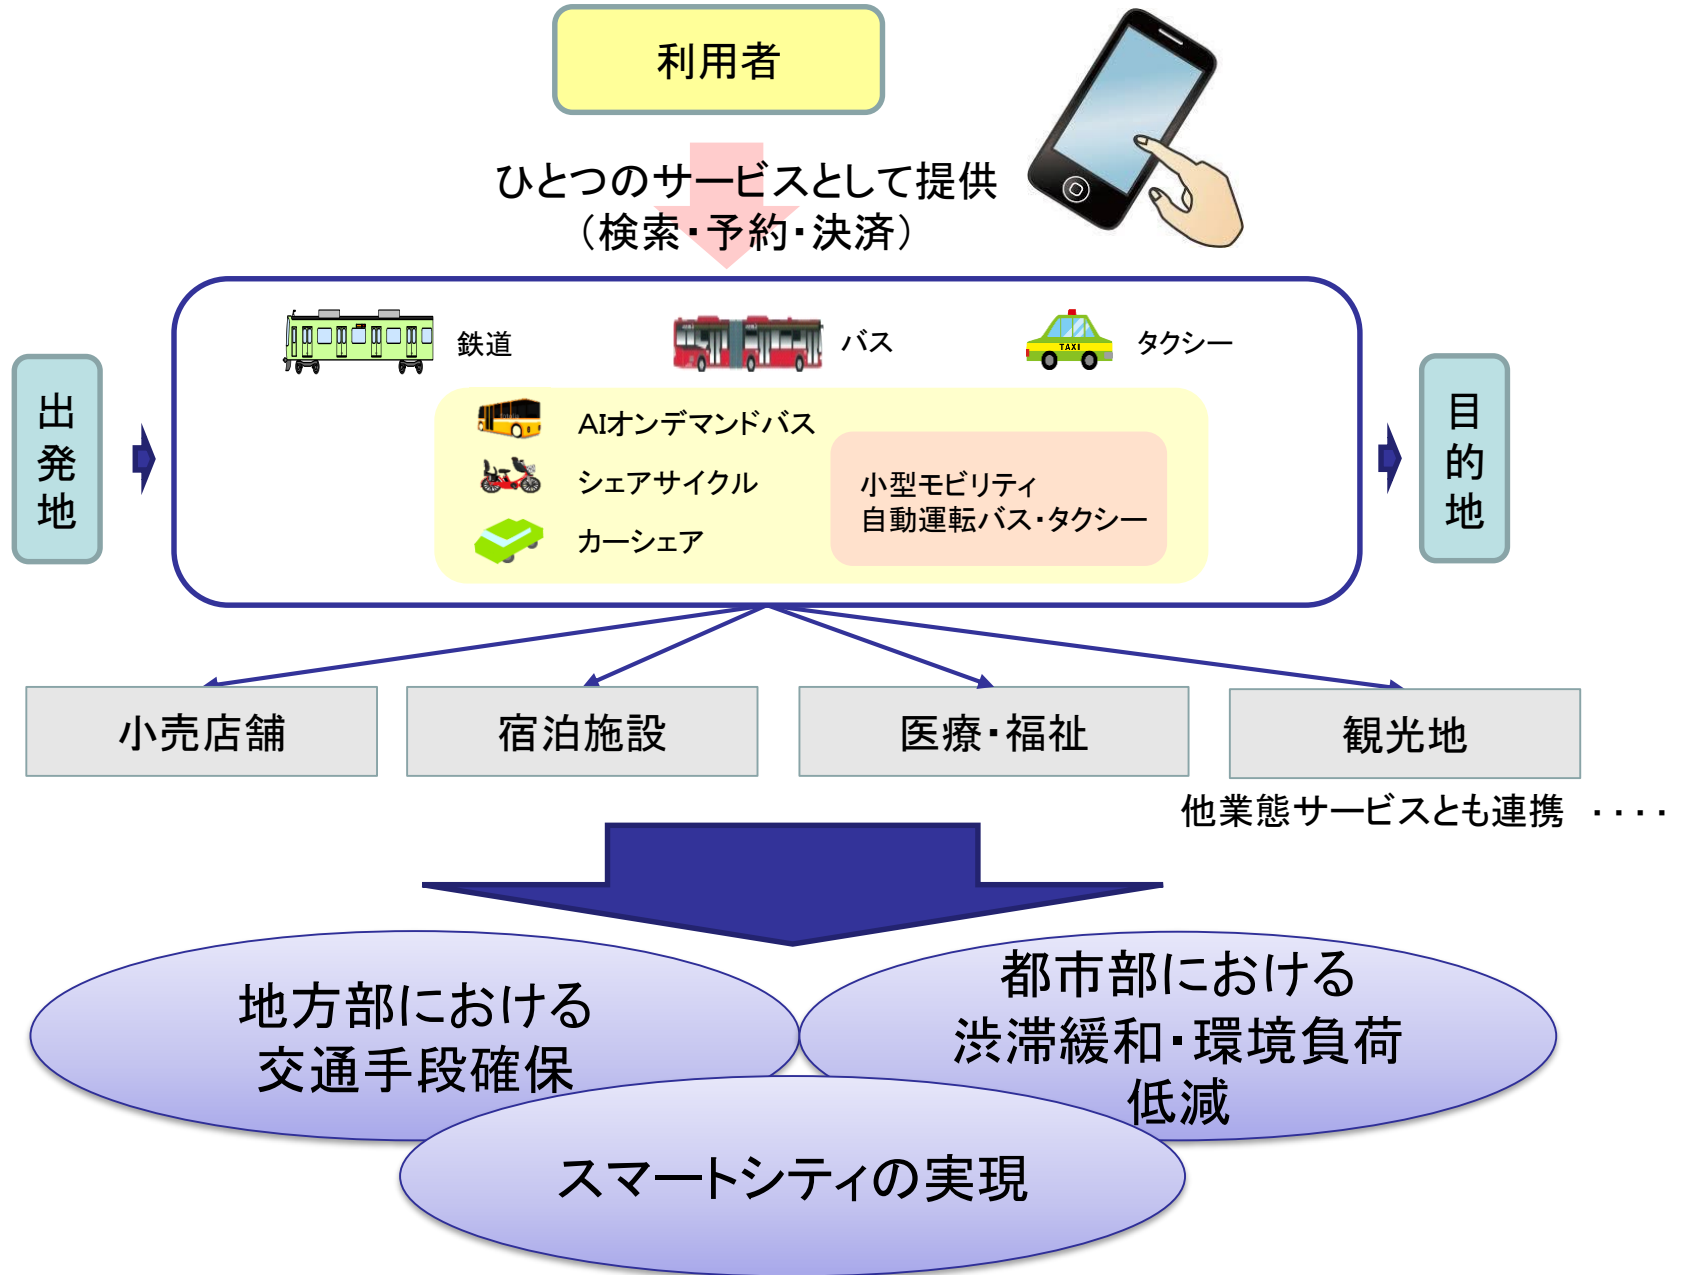 利用者
ひとつのサービスとして提供
（検索・予約・決済）
鉄道
バス
タクシー
TAXI
出発地
目的地
AIオンデマンドバス
シェアサイクル
カーシェア
小型モビリティ
自動運転バス・タクシー
小売店舗
宿泊施設
医療・福祉
観光地
他業態サービスとも連携 ・・・・
地方部における
交通手段確保
都市部における
渋滞緩和・環境負荷
低減
スマートシティの実現